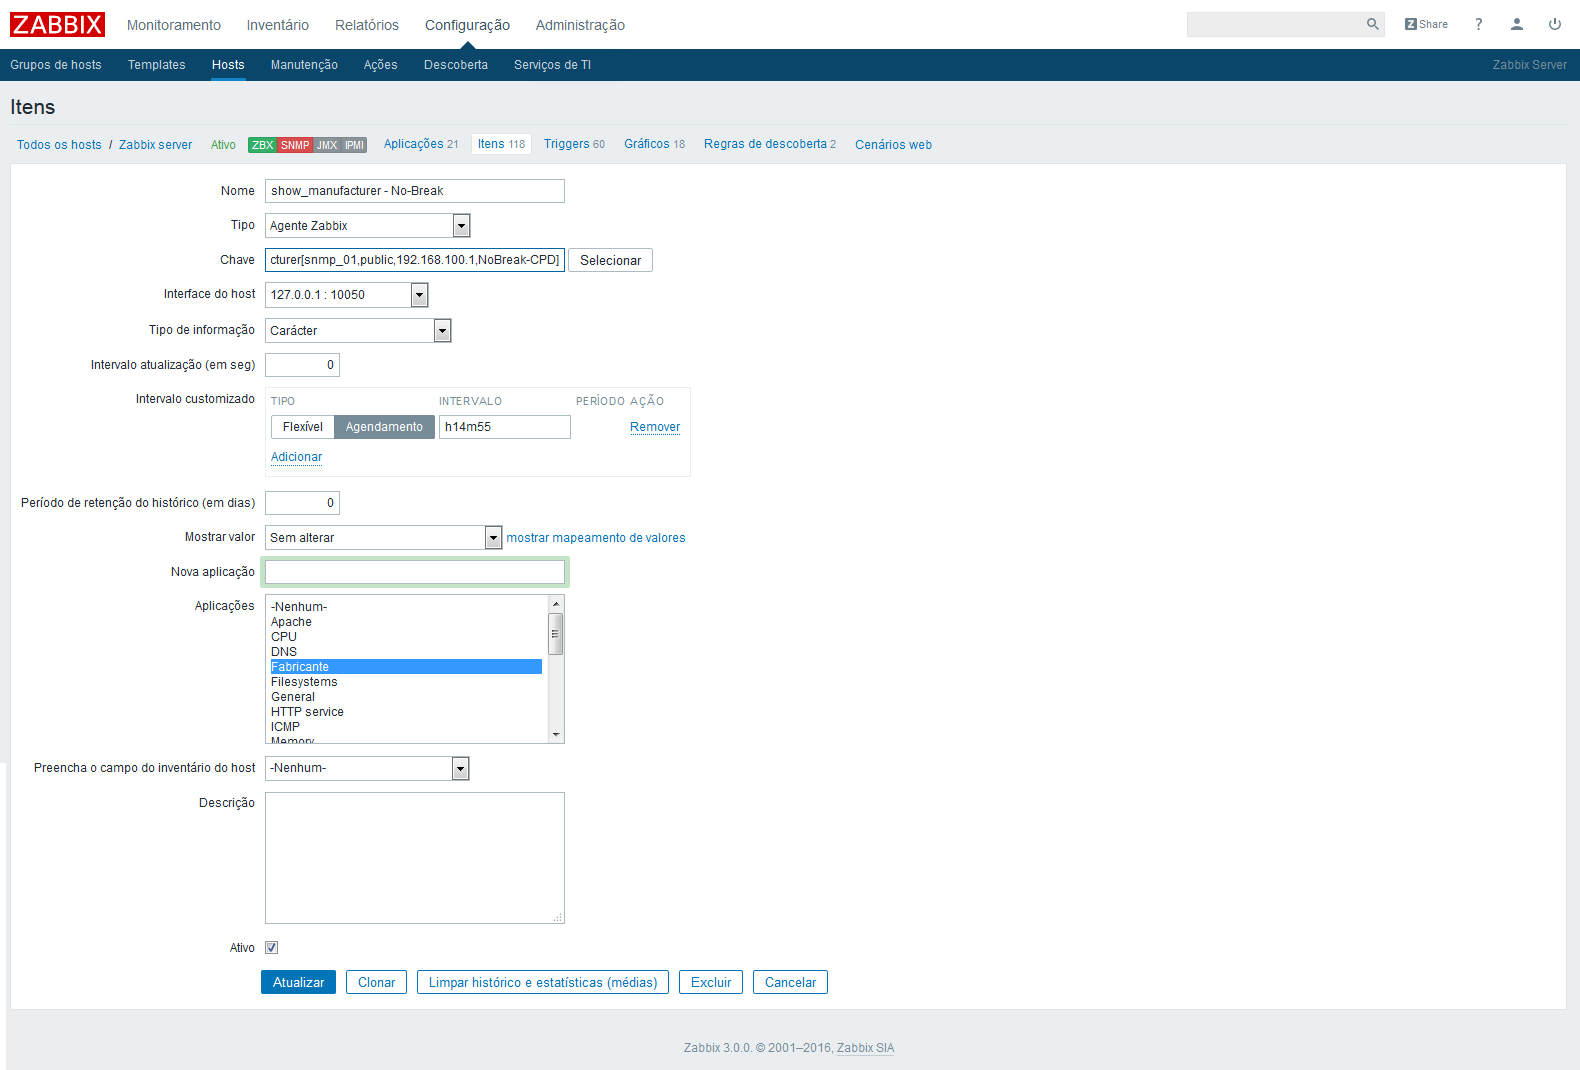 ZABBIX Monitoramento Inventário Relatórios Configuração Administração Z Share ?
Grupos de hosts Templates Hosts Manutenção Ações Descoberta Serviços de TI Zabbix Server
Itens
Todos os hosts / Zabbix server Ativo ZBX SNMP JMX IPMI Aplicações 21 Itens 118 Triggers 60 Gráficos 18 Regras de descoberta 2 Cenários web
Nome show_manufacturer - No-Break
Tipo Agente Zabbix
Chave cturer[snmp_01,public,192.168.100.1,NoBreak-CPD] Selecionar
Interface do host 127.0.0.1 : 10050
Tipo de informação Carácter
Intervalo atualização (em seg) 0
Intervalo customizado TIPO INTERVALO PERÍODO AÇÃO
Flexível Agendamento h14m55 Remover
Adicionar
Período de retenção do histórico (em dias) 0
Mostrar valor Sem alterar mostrar mapeamento de valores
Nova aplicação
Aplicações -Nenhum-
Apache
CPU
DNS
Fabricante
Filesystems
General
HTTP service
ICMP
Memory
Preencha o campo do inventário do host -Nenhum-
Descrição
Ativo
Atualizar Clonar Limpar histórico e estatísticas (médias) Excluir Cancelar
Zabbix 3.0.0. © 2001–2016, Zabbix SIA